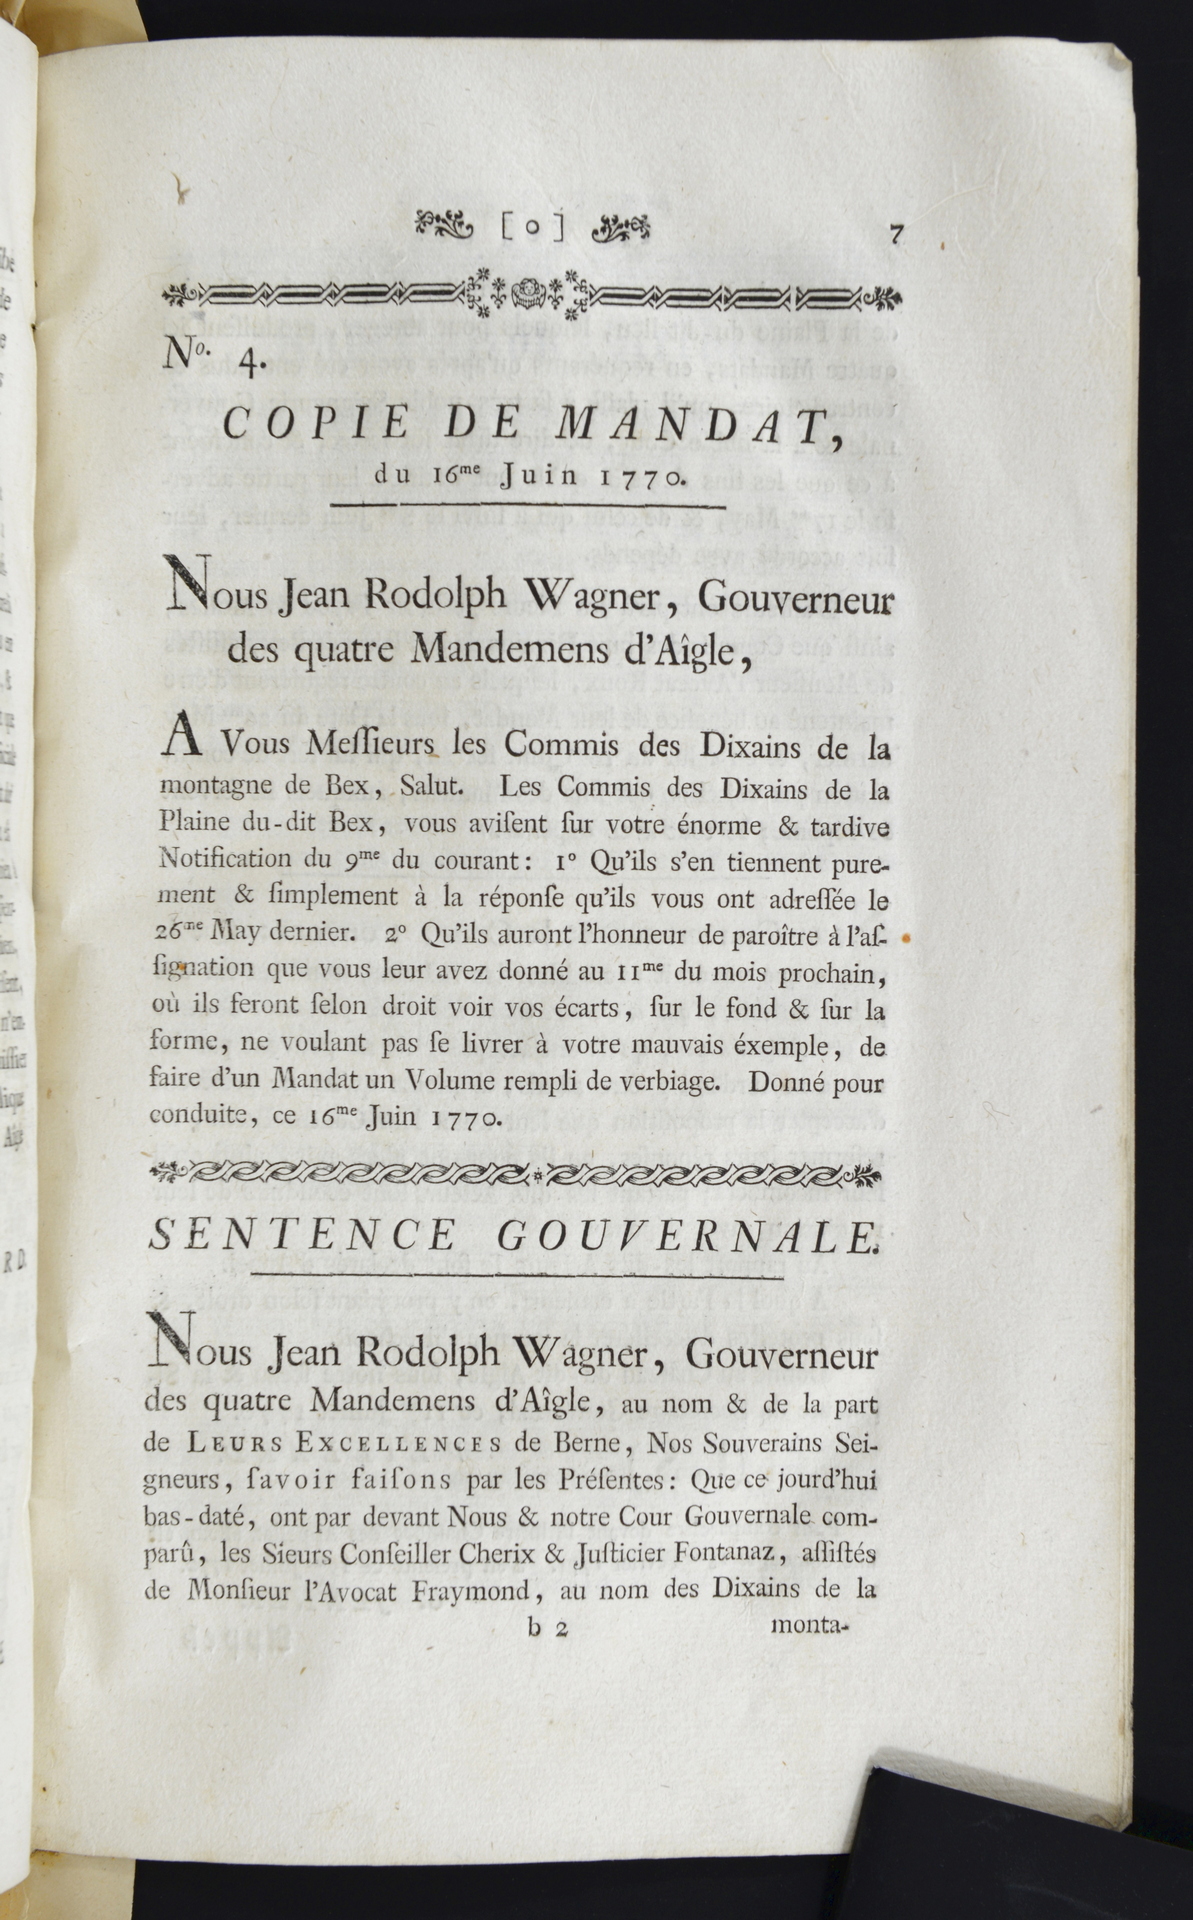 [ o ] 7
Nº. 4.
COPIE DE MANDAT,
du 16me Juin 1770.
Nous Jean Rodolph Wagner, Gouverneur
des quatre Mandemens d'Aîgle,
A Vous Meſſieurs les Commis des Dixains de la
montagne de Bex, Salut. Les Commis des Dixains de la
Plaine du-dit Bex, vous aviſent ſur votre énorme & tardive
Notification du 9me du courant: 1º Qu'ils s'en tiennent pure-
ment & ſimplement à la réponſe qu'ils vous ont adreſſée le
26me May dernier. 2º Qu'ils auront l'honneur de paroître à l'aſ-
ſignation que vous leur avez donné au 11me du mois prochain,
où ils feront ſelon droit voir vos écarts, ſur le fond & ſur la
forme, ne voulant pas ſe livrer à votre mauvais éxemple, de
faire d'un Mandat un Volume rempli de verbiage. Donné pour
conduite, ce 16me Juin 1770.
SENTENCE GOUVERNALE.
Nous Jean Rodolph Wagner, Gouverneur
des quatre Mandemens d'Aîgle, au nom & de la part
de LEURS EXCELLENCES de Berne, Nos Souverains Sei-
gneurs, ſavoir faiſons par les Préſentes: Que ce jourd'hui
bas-daté, ont par devant Nous & notre Cour Gouvernale com-
parû, les Sieurs Conſeiller Cherix & Juſticier Fontanaz, aſſiſtés
de Monſieur l'Avocat Fraymond, au nom des Dixains de la
b 2 monta-